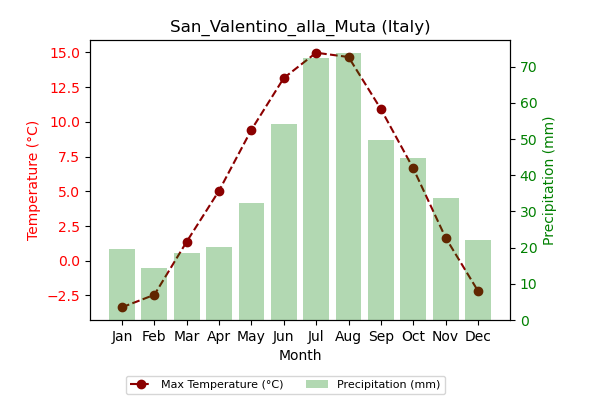 San_Valentino_alla_Muta (Italy)
Temperature (°C)
15.0
12.5
10.0
7.5
5.0
2.5
0.0
−2.5
Precipitation (mm)
70
60
50
40
30
20
10
0
Jan Feb Mar Apr May Jun Jul Aug Sep Oct Nov Dec
Month
Max Temperature (°C) Precipitation (mm)